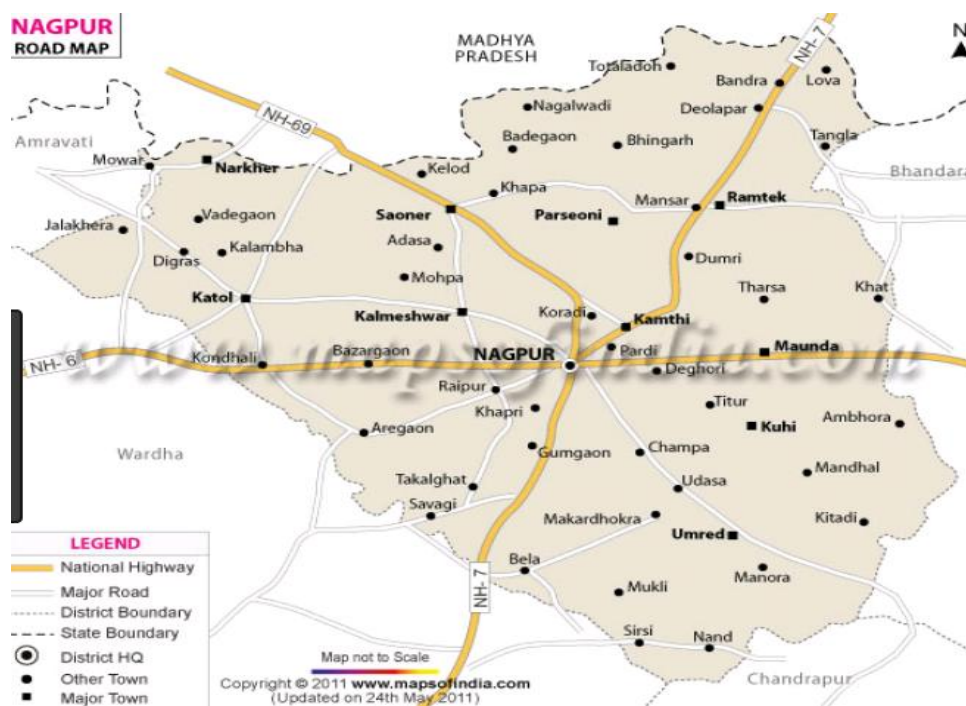 NAGPUR
ROAD MAP
MADHYA
PRADESH
N
NH-7
Totaladoh
Bandra
Lova
NH-69
Nagalwadi
Deolapar
Amravati
Badegaon
Bhingarh
Tangla
Mowar
Narkher
Kelod
Bhandara
Khapa
Saoner
Parseoni
Mansar
Ramtek
Vadegaon
Jalakhera
Adasa
Kalambha
Digras
Dumri
Mohpa
Katol
Tharsa
Khat
Kalmeshwar
Koradi
Kamthi
www.mapsofindia.com
NH- 6
Kondhali
Bazargaon
NAGPUR
Pardi
Maunda
Deghori
Raipur
Khapri
Titur
Kuhi
Ambhora
Aregaon
Wardha
Gumgaon
Champa
Mandhal
Takalghat
Udasa
Savagi
Makardhokra
Kitadi
Umred
Bela
NH- 7
Mukli
Manora
Sirsi
Nand
Chandrapur
LEGEND
National Highway
Major Road
District Boundary
State Boundary
District HQ
Other Town
Major Town
Map not to Scale
Copyright © 2011 www.mapsofindia.com
(Updated on 24th May 2011)